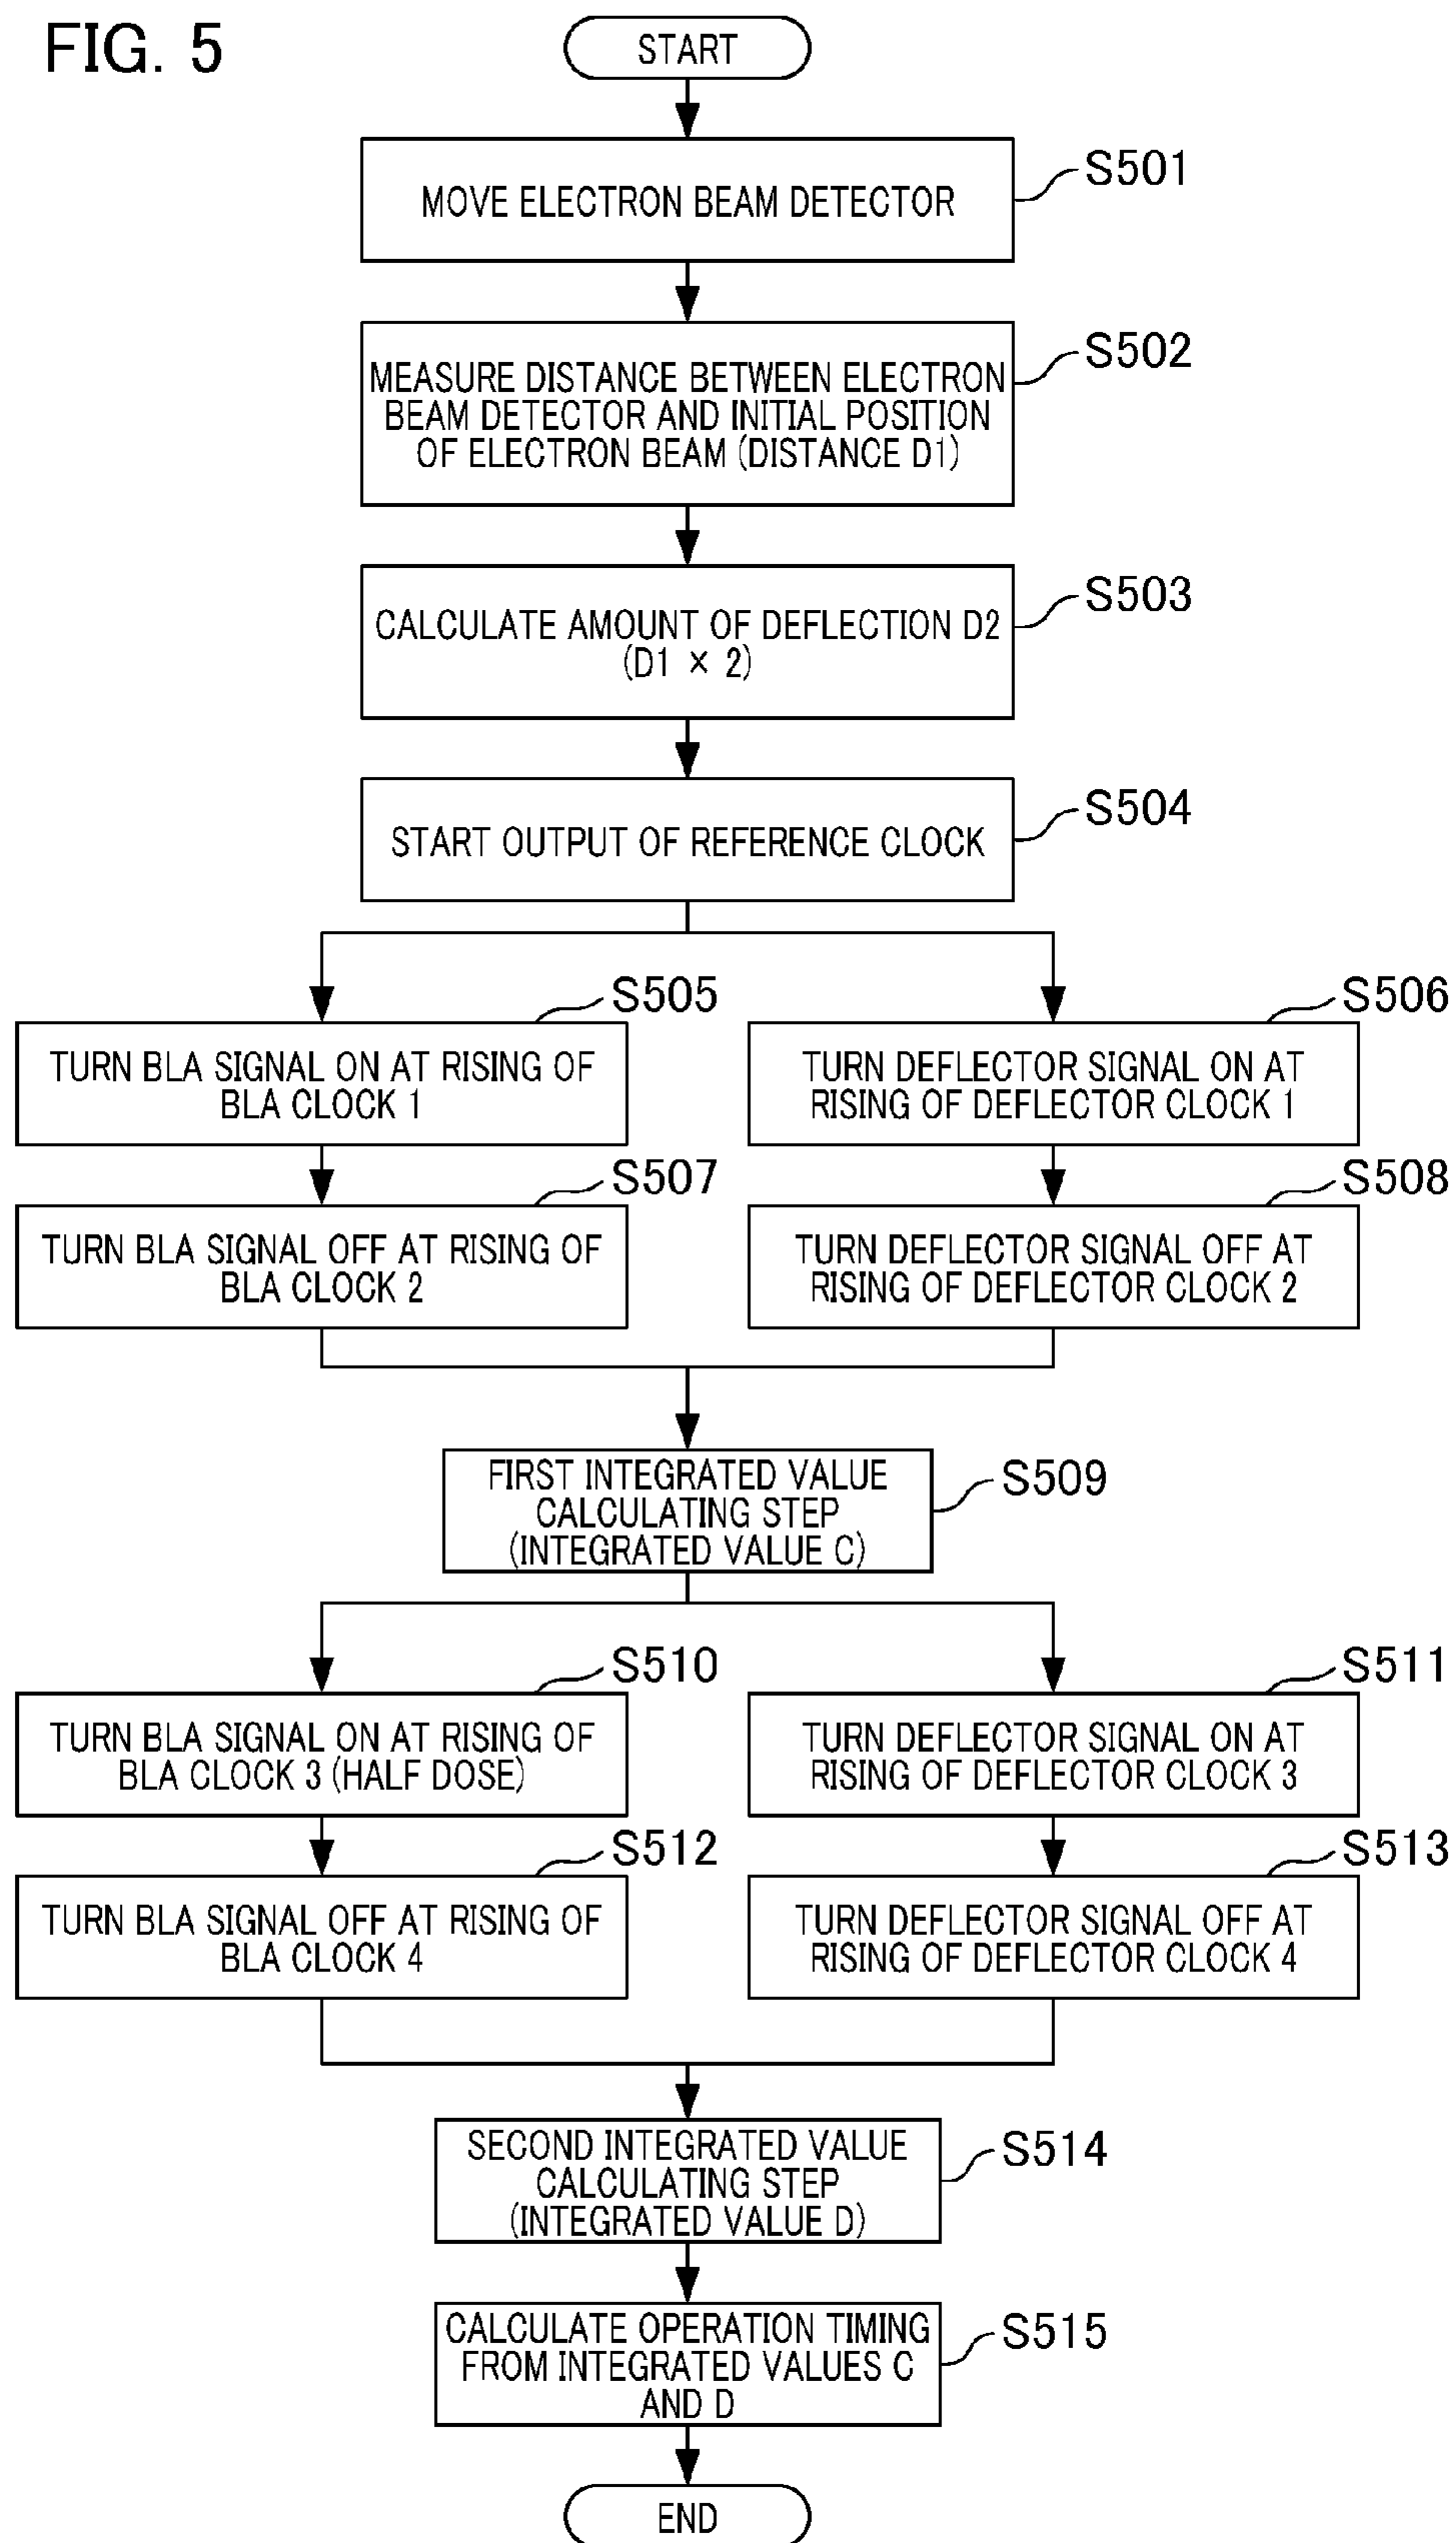 FIG. 5
START
MOVE ELECTRON BEAM DETECTOR
S501
MEASURE DISTANCE BETWEEN ELECTRON
BEAM DETECTOR AND INITIAL POSITION
OF ELECTRON BEAM (DISTANCE D1)
S502
CALCULATE AMOUNT OF DEFLECTION D2
(D1 × 2)
S503
START OUTPUT OF REFERENCE CLOCK
S504
S505
TURN BLA SIGNAL ON AT RISING OF
BLA CLOCK 1
S506
TURN DEFLECTOR SIGNAL ON AT
RISING OF DEFLECTOR CLOCK 1
S507
TURN BLA SIGNAL OFF AT RISING OF
BLA CLOCK 2
S508
TURN DEFLECTOR SIGNAL OFF AT
RISING OF DEFLECTOR CLOCK 2
FIRST INTEGRATED VALUE
CALCULATING STEP
(INTEGRATED VALUE C)
S509
S510
TURN BLA SIGNAL ON AT RISING OF
BLA CLOCK 3 (HALF DOSE)
S511
TURN DEFLECTOR SIGNAL ON AT
RISING OF DEFLECTOR CLOCK 3
S512
TURN BLA SIGNAL OFF AT RISING OF
BLA CLOCK 4
S513
TURN DEFLECTOR SIGNAL OFF AT
RISING OF DEFLECTOR CLOCK 4
SECOND INTEGRATED VALUE
CALCULATING STEP
(INTEGRATED VALUE D)
S514
CALCULATE OPERATION TIMING
FROM INTEGRATED VALUES C
AND D
S515
END